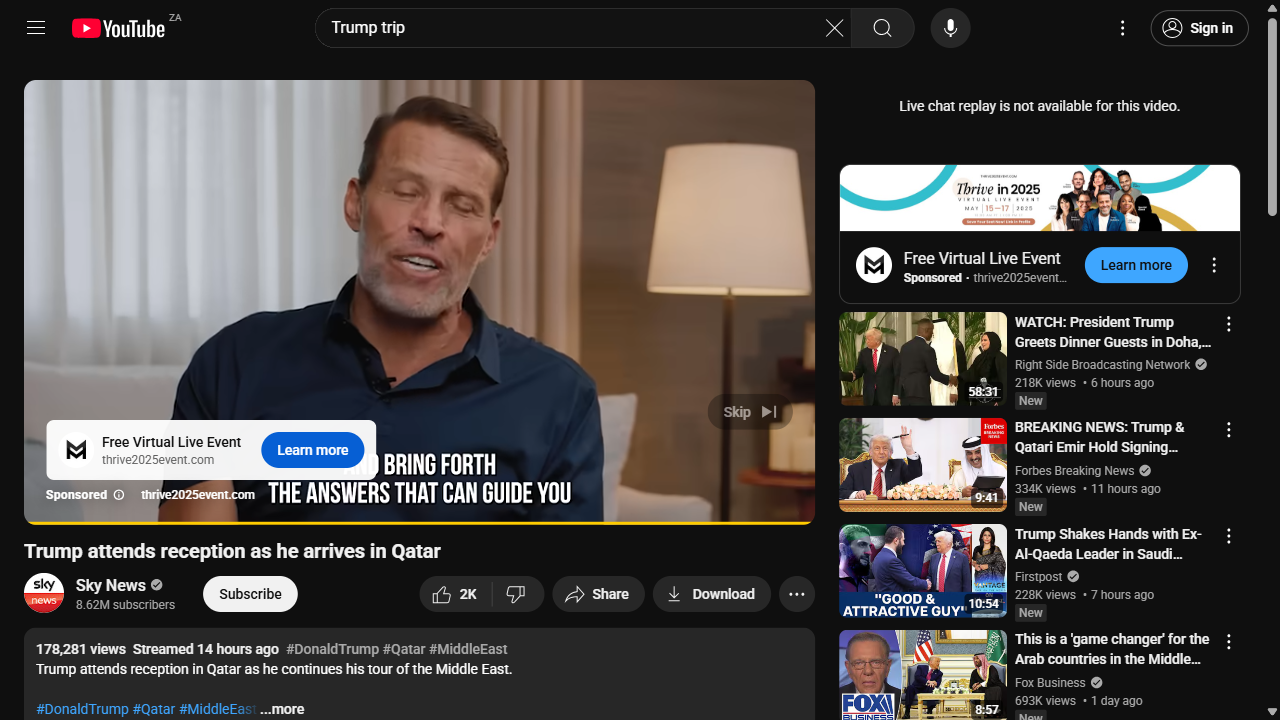 YouTube ZA
Trump trip
Sign in
Live chat replay is not available for this video.
Thrive in 2025
VIRTUAL LIVE EVENT
MAY 15-17 2025
Free Virtual Live Event
Sponsored · thrive2025event...
Learn more
Skip
Free Virtual Live Event
thrive2025event.com
Learn more
AND BRING FORTH
THE ANSWERS THAT CAN GUIDE YOU
Sponsored thrive2025event.com
Trump attends reception as he arrives in Qatar
sky
news
Sky News
8.62M subscribers
Subscribe
2K
Share
Download
178,281 views Streamed 14 hours ago #DonaldTrump #Qatar #MiddleEast
Trump attends reception in Qatar as he continues his tour of the Middle East.
#DonaldTrump #Qatar #MiddleEast ...more
58:31
WATCH: President Trump
Greets Dinner Guests in Doha,...
Right Side Broadcasting Network
218K views • 6 hours ago
New
Forbes
BREAKING
NEWS
9:41
BREAKING NEWS: Trump &
Qatari Emir Hold Signing...
Forbes Breaking News
334K views • 11 hours ago
New
"GOOD &
ATTRACTIVE GUY"
10:54
Trump Shakes Hands with Ex-
Al-Qaeda Leader in Saudi...
Firstpost
228K views • 7 hours ago
New
FOX
BUSINESS
8:57
This is a 'game changer' for the
Arab countries in the Middle...
Fox Business
693K views • 1 day ago
New